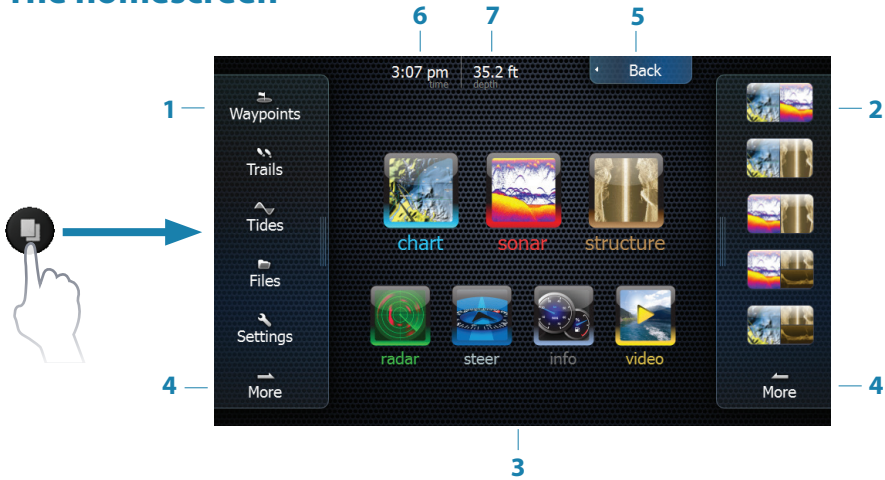 The homescreen
6 7 5
3:07 pm 35.2 ft Back
time depth
1 Waypoints 2
Trails
Tides
Files
Settings
4 More
chart sonar structure
radar steer info video
More 4
3